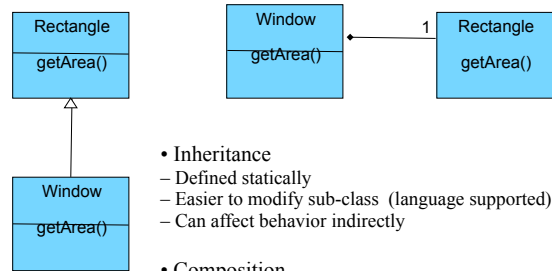 Rectangle
getArea()
Window
getArea()
1
Rectangle
getArea()
Window
getArea()
• Inheritance
– Defined statically
– Easier to modify sub-class (language supported)
– Can affect behavior indirectly
• Composition